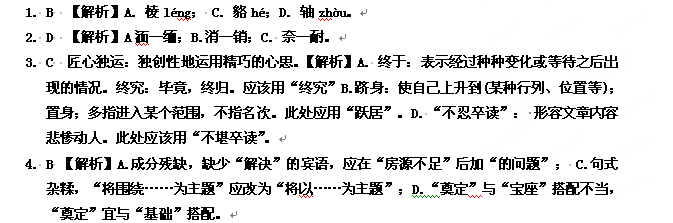 1. B 【解析】A. 棱 léng; C. 貉 hé; D. 轴 zhòu。
2. D 【解析】A 湎一缅; B.消一销; C. 奈一耐。
3. C 匠心独运: 独创性地运用精巧的心思。【解析】A. 终于: 表示经过种种变化或等待之后出
现的情况。终究: 毕竟, 终归。应该用“终究”B.跻身: 使自己上升到(某种行列、位置等);
置身; 多指进入某个范围, 不指名次。此处应用“跃居”。D. “不忍卒读”: 形容文章内容
悲惨动人。此处应该用“不堪卒读”。
4. B 【解析】A.成分残缺, 缺少“解决”的宾语, 应在“房源不足”后加“的问题”; C.句式
杂糅, “将围绕……为主题”应改为“将以……为主题”; D.“奠定”与“宝座”搭配不当,
“奠定”宜与“基础”搭配。